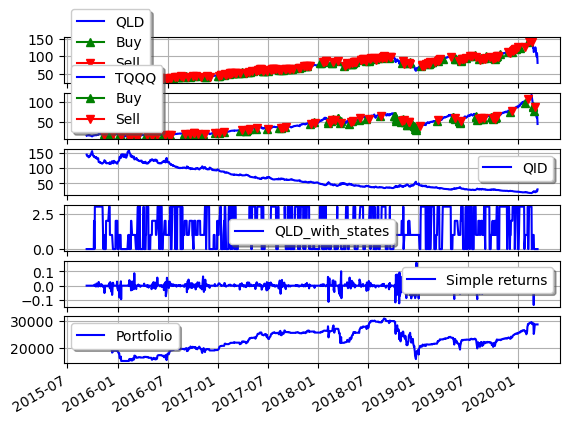 QLD
Buy
Sell
150
100
50
TQQQ
Buy
Sell
100
50
150
100
50
QID
2.5
0.0
QLD_with_states
0.1
0.0
−0.1
Simple returns
30000
20000
Portfolio
2015-07
2016-01
2016-07
2017-01
2017-07
2018-01
2018-07
2019-01
2019-07
2020-01